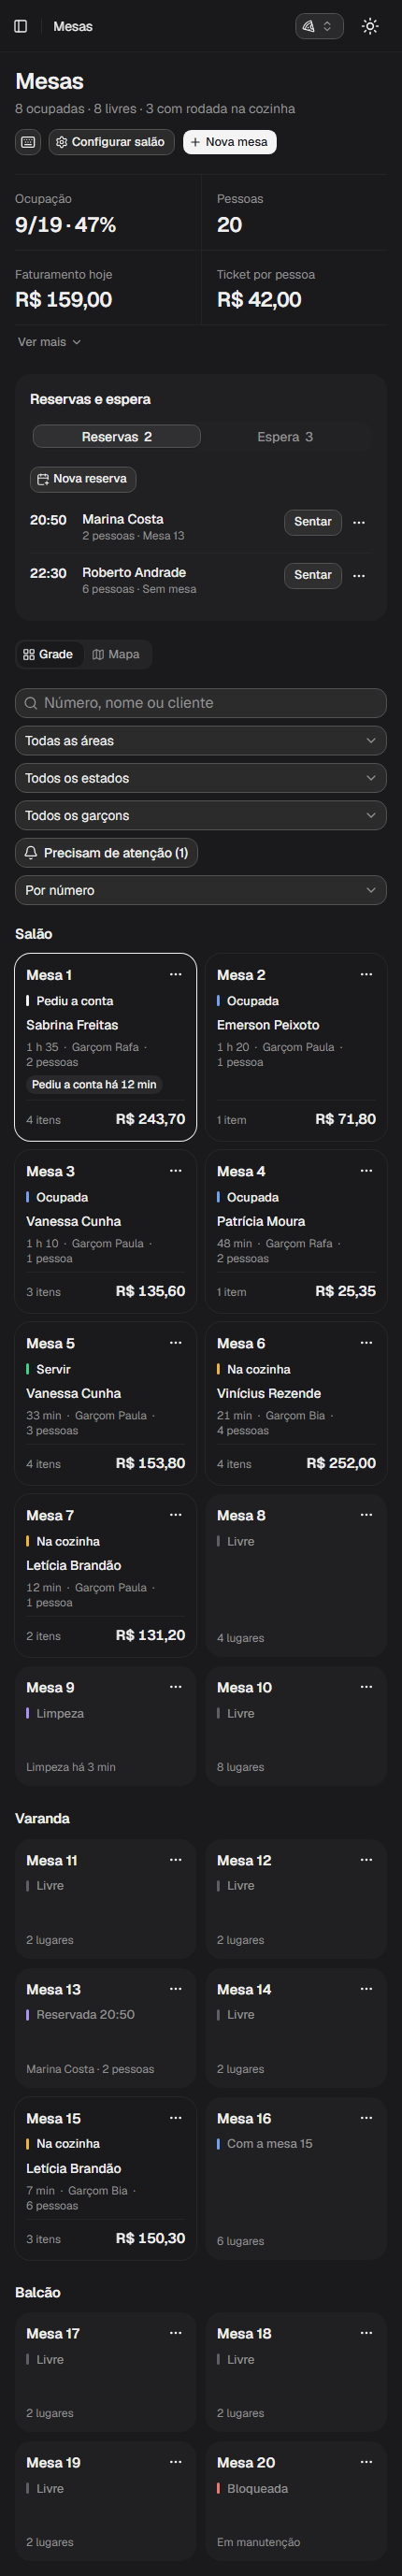 Mesas
Mesas
8 ocupadas · 8 livres · 3 com rodada na cozinha
Configurar salão
Nova mesa
Ocupação
9/19 · 47%
Pessoas
20
Faturamento hoje
R$ 159,00
Ticket por pessoa
R$ 42,00
Ver mais
Reservas e espera
Reservas 2
Espera 3
Nova reserva
20:50
Marina Costa
2 pessoas · Mesa 13
Sentar
22:30
Roberto Andrade
6 pessoas · Sem mesa
Sentar
Grade
Mapa
Número, nome ou cliente
Todas as áreas
Todos os estados
Todos os garçons
Precisam de atenção (1)
Por número
Salão
Mesa 1
Pediu a conta
Sabrina Freitas
1 h 35 · Garçom Rafa ·
2 pessoas
Pediu a conta há 12 min
4 itens
R$ 243,70
Mesa 2
Ocupada
Emerson Peixoto
1 h 20 · Garçom Paula ·
1 pessoa
1 item
R$ 71,80
Mesa 3
Ocupada
Vanessa Cunha
1 h 10 · Garçom Paula ·
1 pessoa
3 itens
R$ 135,60
Mesa 4
Ocupada
Patrícia Moura
48 min · Garçom Rafa ·
2 pessoas
1 item
R$ 25,35
Mesa 5
Servir
Vanessa Cunha
33 min · Garçom Paula ·
3 pessoas
4 itens
R$ 153,80
Mesa 6
Na cozinha
Vinícius Rezende
21 min · Garçom Bia ·
4 pessoas
4 itens
R$ 252,00
Mesa 7
Na cozinha
Letícia Brandão
12 min · Garçom Paula ·
1 pessoa
2 itens
R$ 131,20
Mesa 8
Livre
4 lugares
Mesa 9
Limpeza
Limpeza há 3 min
Mesa 10
Livre
8 lugares
Varanda
Mesa 11
Livre
2 lugares
Mesa 12
Livre
2 lugares
Mesa 13
Reservada 20:50
Marina Costa · 2 pessoas
Mesa 14
Livre
2 lugares
Mesa 15
Na cozinha
Letícia Brandão
7 min · Garçom Bia ·
6 pessoas
3 itens
R$ 150,30
Mesa 16
Com a mesa 15
6 lugares
Balcão
Mesa 17
Livre
2 lugares
Mesa 18
Livre
2 lugares
Mesa 19
Livre
2 lugares
Mesa 20
Bloqueada
Em manutenção